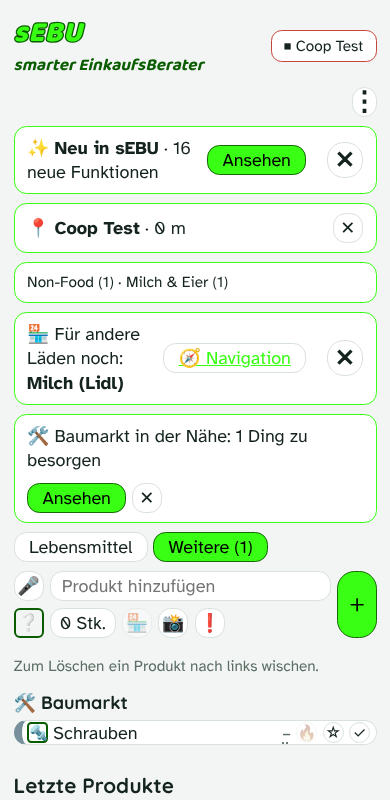 sEBU
smarter EinkaufsBerater
Coop Test
✨ Neu in sEBU · 16
neue Funktionen
Ansehen
📍 Coop Test · 0 m
Non-Food (1) · Milch & Eier (1)
🏪 Für andere
Läden noch:
Milch (Lidl)
🧭 Navigation
🛠️ Baumarkt in der Nähe: 1 Ding zu
besorgen
Ansehen
Lebensmittel
Weitere (1)
Produkt hinzufügen
0 Stk.
+
Zum Löschen ein Produkt nach links wischen.
🛠️ Baumarkt
Schrauben
Letzte Produkte